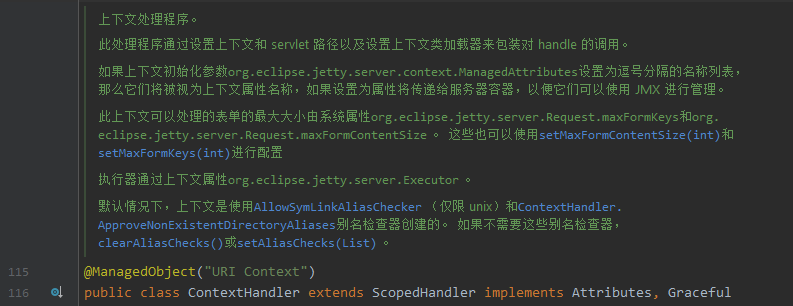 上下文处理程序。
此处理程序通过设置上下文和 servlet 路径以及设置上下文类加载器来包装对 handle 的调用。
如果上下文初始化参数org.eclipse.jetty.server.context.ManagedAttributes设置为逗号分隔的名称列表，
那么它们将被视为上下文属性名称，如果设置为属性将传递给服务器容器，以便它们可以使用 JMX 进行管理。
此上下文可以处理的表单的最大大小由系统属性org.eclipse.jetty.server.Request.maxFormKeys和org.
eclipse.jetty.server.Request.maxFormContentSize 。 这些也可以使用setMaxFormContentSize(int)和
setMaxFormKeys(int)进行配置
执行器通过上下文属性org.eclipse.jetty.server.Executor 。
默认情况下，上下文是使用AllowSymLinkAliasChecker （仅限 unix）和ContextHandler.
ApproveNonExistentDirectoryAliases别名检查器创建的。 如果不需要这些别名检查器，
clearAliasChecks()或setAliasChecks(List) 。
115 @ManagedObject("URI Context")
116 public class ContextHandler extends ScopedHandler implements Attributes, Graceful